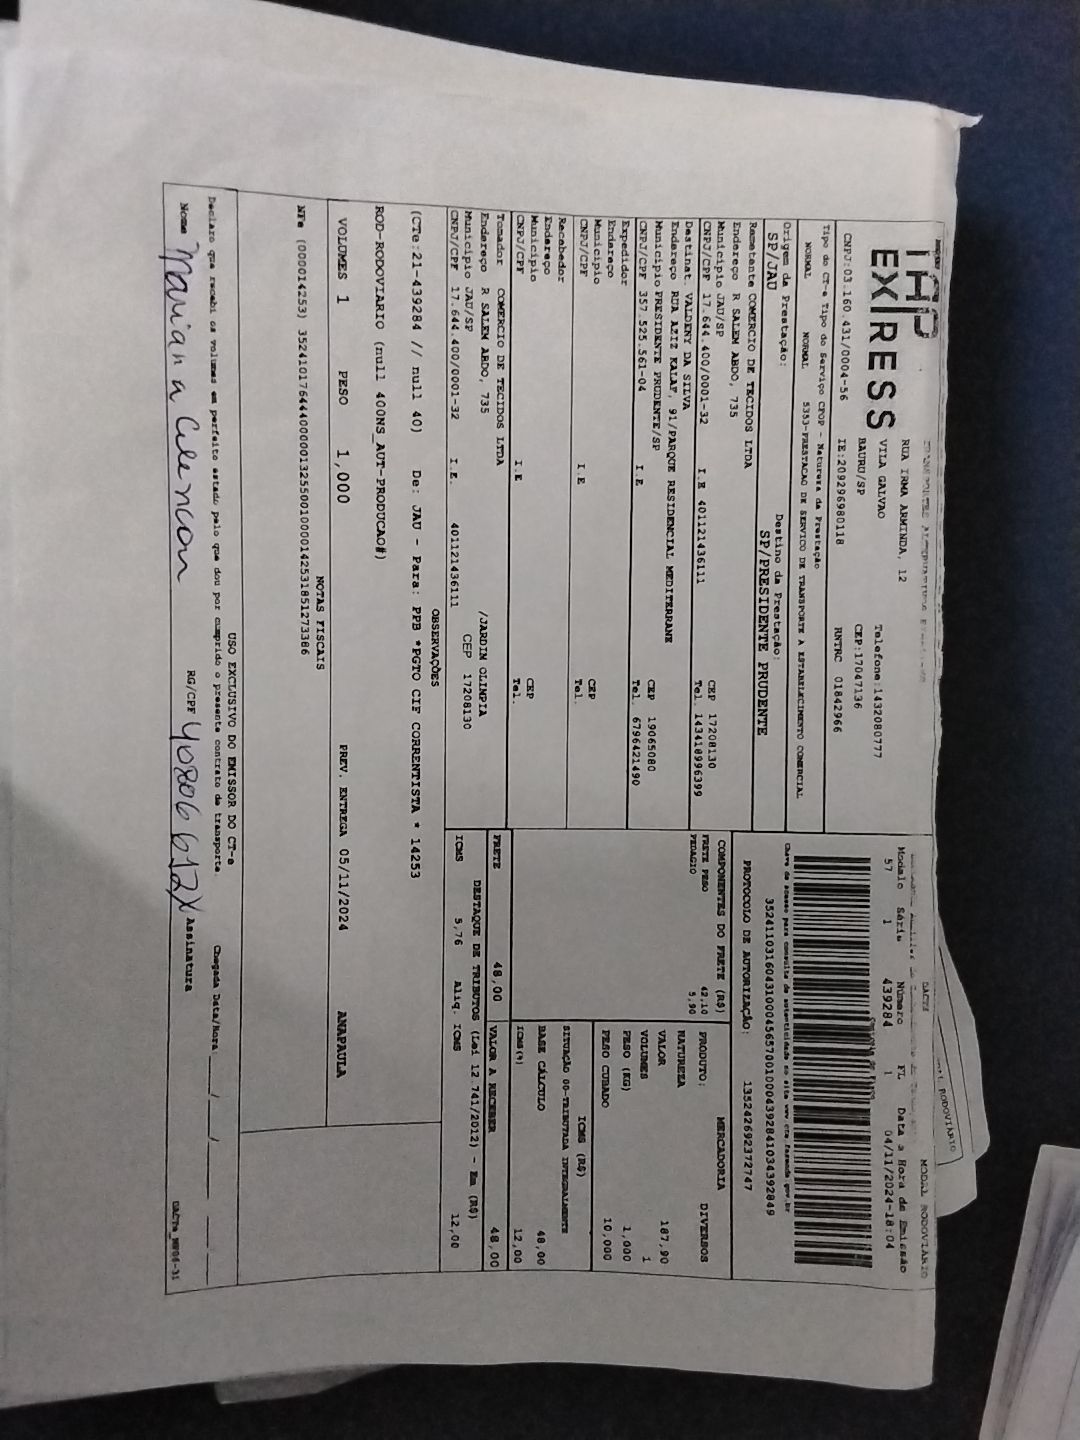 TAP
EX|RESS
RUA IRMA ARMINDA, 12
VILA GALVAO
BAURU/SP
Telefone:1432080777
CEP:17047136
CNPJ:03.160.431/0004-56 IE:209296980118 RNTRC 01842966
Tipo do CT-e Tipo do Serviço CFOP - Natureza da Prestação
NORMAL NORMAL 5353-PRESTACAO DE SERVICO DE TRANSPORTE A ESTABELECIMENTO COMERCIAL
Origem da Prestação: Destino da Prestação:
SP/JAU SP/PRESIDENTE PRUDENTE
Remetente COMERCIO DE TECIDOS LTDA
Endereço R SALEM ABDO, 735
Município JAU/SP CEP 17208130
CNPJ/CPF 17.644.400/0001-32 I.E 401121436111 Tel. 143418996399
Destinat. VALDENY DA SILVA
Endereço RUA AZIZ KALAF, 91/PARQUE RESIDENCIAL MEDITERRANE
Município PRESIDENTE PRUDENTE/SP CEP 19065080
CNPJ/CPF 357.525.561-04 I.E Tel. 6796421490
Expedidor
Endereço
Município CEP
CNPJ/CPF I.E Tel.
Recebedor
Endereço
Município CEP
CNPJ/CPF I.E Tel.
Tomador COMERCIO DE TECIDOS LTDA
Endereço R SALEM ABDO, 735 /JARDIM OLIMPIA
Município JAU/SP CEP 17208130
CNPJ/CPF 17.644.400/0001-32 I.E. 401121436111
MODAL RODOVIÁRIO
Modelo Série Número FL Data a Hora de Emissão
57 1 439284 1 04/11/2024-18:04
Chave de acesso para consulta de autenticidade no site www.cte.fazenda.gov.br
35241103160431000456570010004392841034392849
PROTOCOLO DE AUTORIZAÇÃO: 135242692372747
COMPONENTES DO FRETE (R$)
FRETE PESO 42,10
PEDAGIO 5,90
MERCADORIA
PRODUTO: DIVERSOS
NATUREZA
VALOR 187,90
VOLUMES 1
PESO (KG) 1,000
PESO CUBADO 10,000
ICMS (R$)
SITUAÇÃO 00-TRIBUTADA INTEGRALMENTE
BASE CÁLCULO 48,00
ICMS(%) 12,00
FRETE 48,00 VALOR A RECEBER 48,00
DESTAQUE DE TRIBUTOS (Lei 12.741/2012) - Em (R$)
ICMS 5,76 Aliq. ICMS 12,00
OBSERVAÇÕES
(CTe:21-439284 // null 40) De: JAU - Para: PPB *PGTO CIF CORRENTISTA * 14253
ROD-RODOVIARIO (null 400NS_AUT-PRODUCAO#)
VOLUMES 1 PESO 1,000 PREV. ENTREGA 05/11/2024 ANAPAULA
NOTAS FISCAIS
NFe (000014253) 35241017644400000132550010000142531851273386
USO EXCLUSIVO DO EMISSOR DO CT-e
Declaro que recebi os volumes em perfeito estado pelo que dou por cumprido o presente contrato de transporte. Chegada Data/Hora: / /
Nome Mariana RG/CPF 40806612X Assinatura
DACTe_MP06-31
RODOVIÁRIO